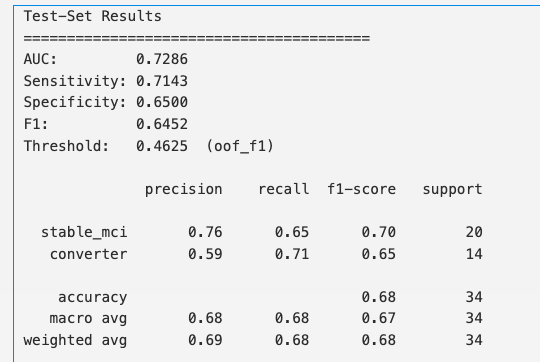 Test-Set Results
========================================
AUC: 0.7286
Sensitivity: 0.7143
Specificity: 0.6500
F1: 0.6452
Threshold: 0.4625 (oof_f1)
precision recall f1-score support
stable_mci 0.76 0.65 0.70 20
converter 0.59 0.71 0.65 14
accuracy 0.68 34
macro avg 0.68 0.68 0.67 34
weighted avg 0.69 0.68 0.68 34